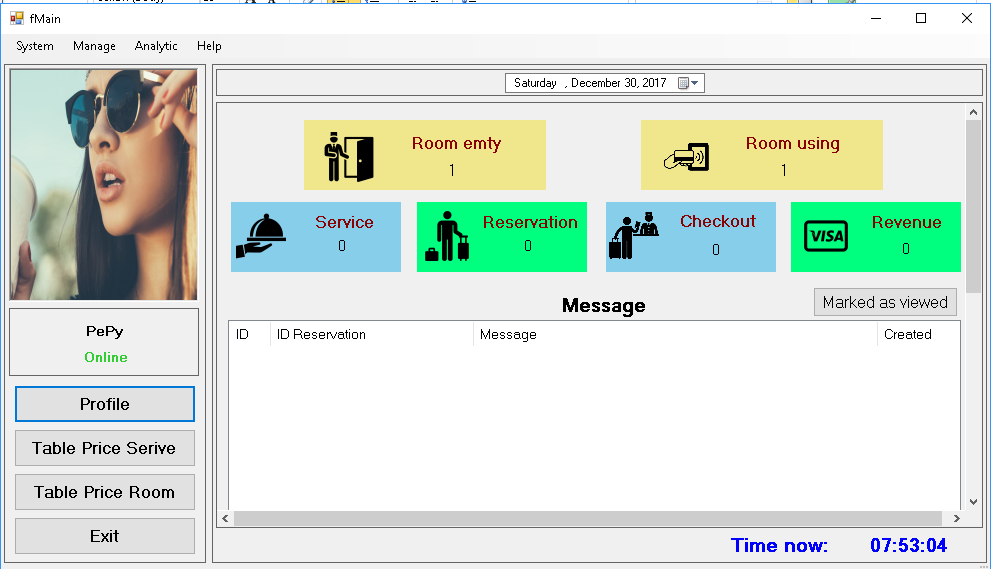 fMain
System Manage Analytic Help
Saturday , December 30, 2017
Room emty
1
Room using
1
Service
0
Reservation
0
Checkout
0
VISA
Revenue
0
Message
Marked as viewed
ID ID Reservation Message Created
PePy
Online
Profile
Table Price Serive
Table Price Room
Exit
Time now: 07:53:04